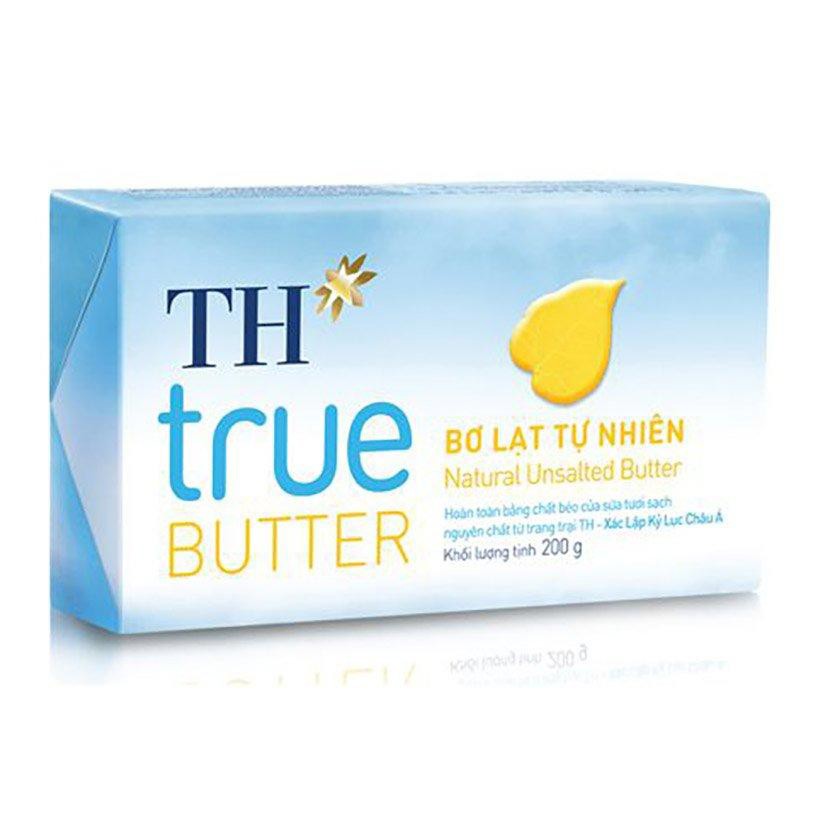 TH
true
BUTTER
BƠ LẠT TỰ NHIÊN
Natural Unsalted Butter
Hoàn toàn bằng chất béo của sữa tươi sạch
nguyên chất từ trang trại TH - Xác Lập Kỷ Lục Châu Á
Khối lượng tịnh 200 g